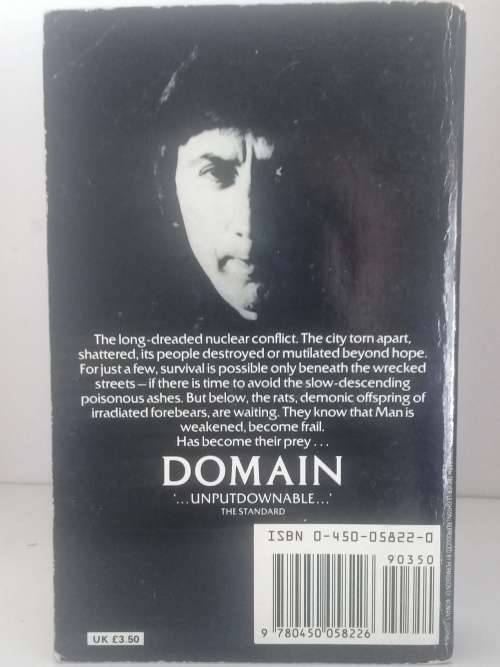 The long-dreaded nuclear conflict. The city torn apart,
shattered, its people destroyed or mutilated beyond hope.
For just a few, survival is possible only beneath the wrecked
streets – if there is time to avoid the slow-descending
poisonous ashes. But below, the rats, demonic offspring of
irradiated forebears, are waiting. They know that Man is
weakened, become frail.
Has become their prey . . .
DOMAIN
‘...UNPUTDOWNABLE...’
THE STANDARD
ISBN 0-450-05822-0
90350
9 780450 058226
UK £3.50